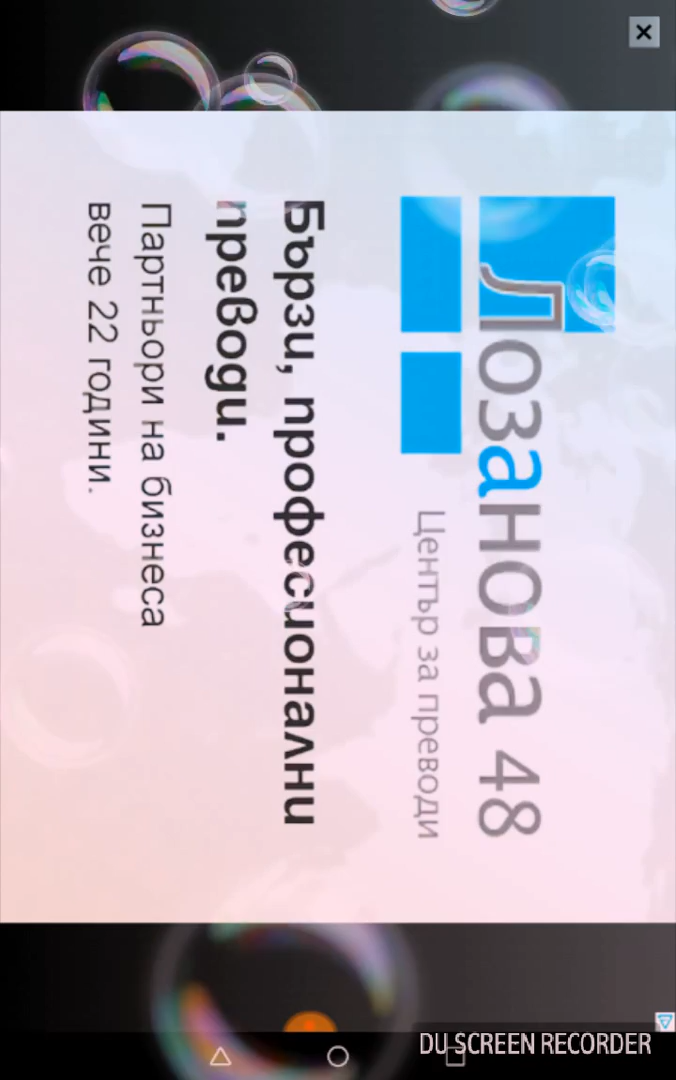 Лозанова 48
Център за преводи
Бързи, професионални
преводи.
Партньори на бизнеса
вече 22 години.
DU SCREEN RECORDER